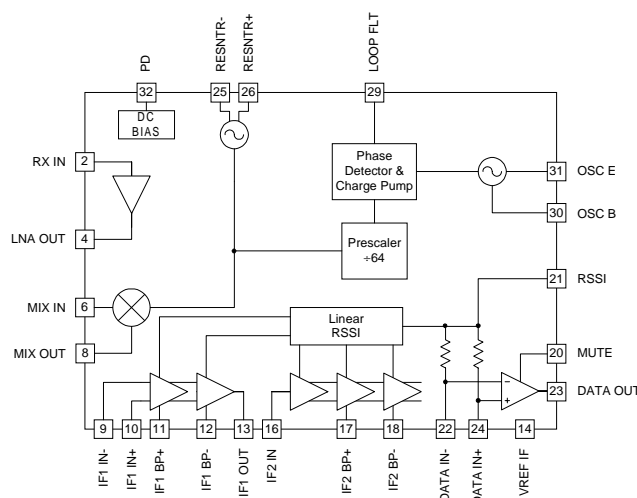 PD
RESNTR-
RESNTR+
LOOP FLT
32
25
26
29
DC
BIAS
RX IN
2
Phase
Detector &
Charge Pump
31
OSC E
30
OSC B
LNA OUT
4
Prescaler
÷64
21
RSSI
MIX IN
6
Linear
RSSI
MIX OUT
8
20
MUTE
−
+
23
DATA OUT
9
10
11
12
13
16
17
18
22
24
14
IF1 IN-
IF1 IN+
IF1 BP+
IF1 BP-
IF1 OUT
IF2 IN
IF2 BP+
IF2 BP-
DATA IN-
DATA IN+
VREF IF